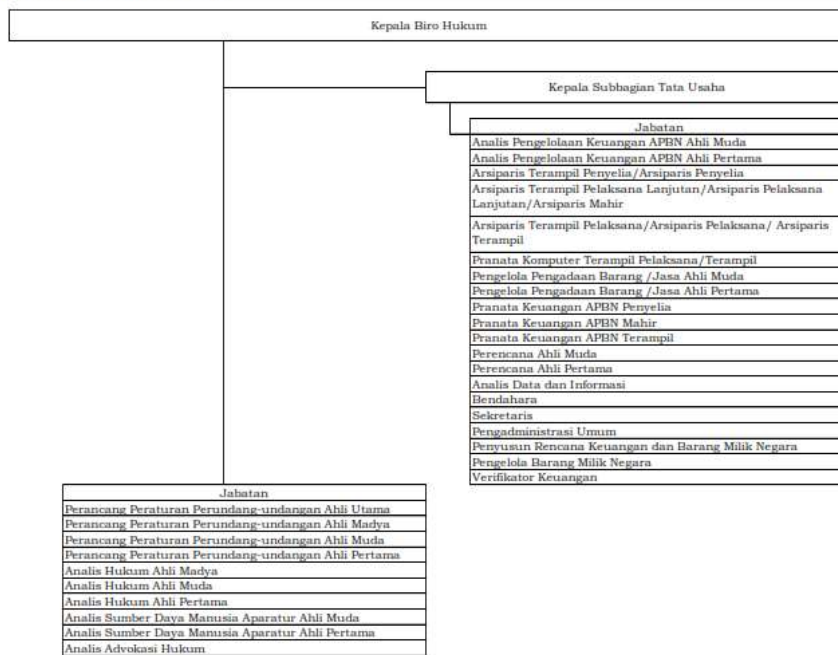 Kepala Biro Hukum
Kepala Subbagian Tata Usaha
Jabatan
Analis Pengelolaan Keuangan APBN Ahli Muda
Analis Pengelolaan Keuangan APBN Ahli Pertama
Arsiparis Terampil Penyelia/Arsiparis Penyelia
Arsiparis Terampil Pelaksana Lanjutan/Arsiparis Pelaksana
Lanjutan/Arsiparis Mahir
Arsiparis Terampil Pelaksana/Arsiparis Pelaksana/ Arsiparis
Terampil
Pranata Komputer Terampil Pelaksana/Terampil
Pengelola Pengadaan Barang /Jasa Ahli Muda
Pengelola Pengadaan Barang /Jasa Ahli Pertama
Pranata Keuangan APBN Penyelia
Pranata Keuangan APBN Mahir
Pranata Keuangan APBN Terampil
Perencana Ahli Muda
Perencana Ahli Pertama
Analis Data dan Informasi
Bendahara
Sekretaris
Pengadministrasi Umum
Penyusun Rencana Keuangan dan Barang Milik Negara
Pengelola Barang Milik Negara
Verifikator Keuangan
Jabatan
Perancang Peraturan Perundang-undangan Ahli Utama
Perancang Peraturan Perundang-undangan Ahli Madya
Perancang Peraturan Perundang-undangan Ahli Muda
Perancang Peraturan Perundang-undangan Ahli Pertama
Analis Hukum Ahli Madya
Analis Hukum Ahli Muda
Analis Hukum Ahli Pertama
Analis Sumber Daya Manusia Aparatur Ahli Muda
Analis Sumber Daya Manusia Aparatur Ahli Pertama
Analis Advokasi Hukum